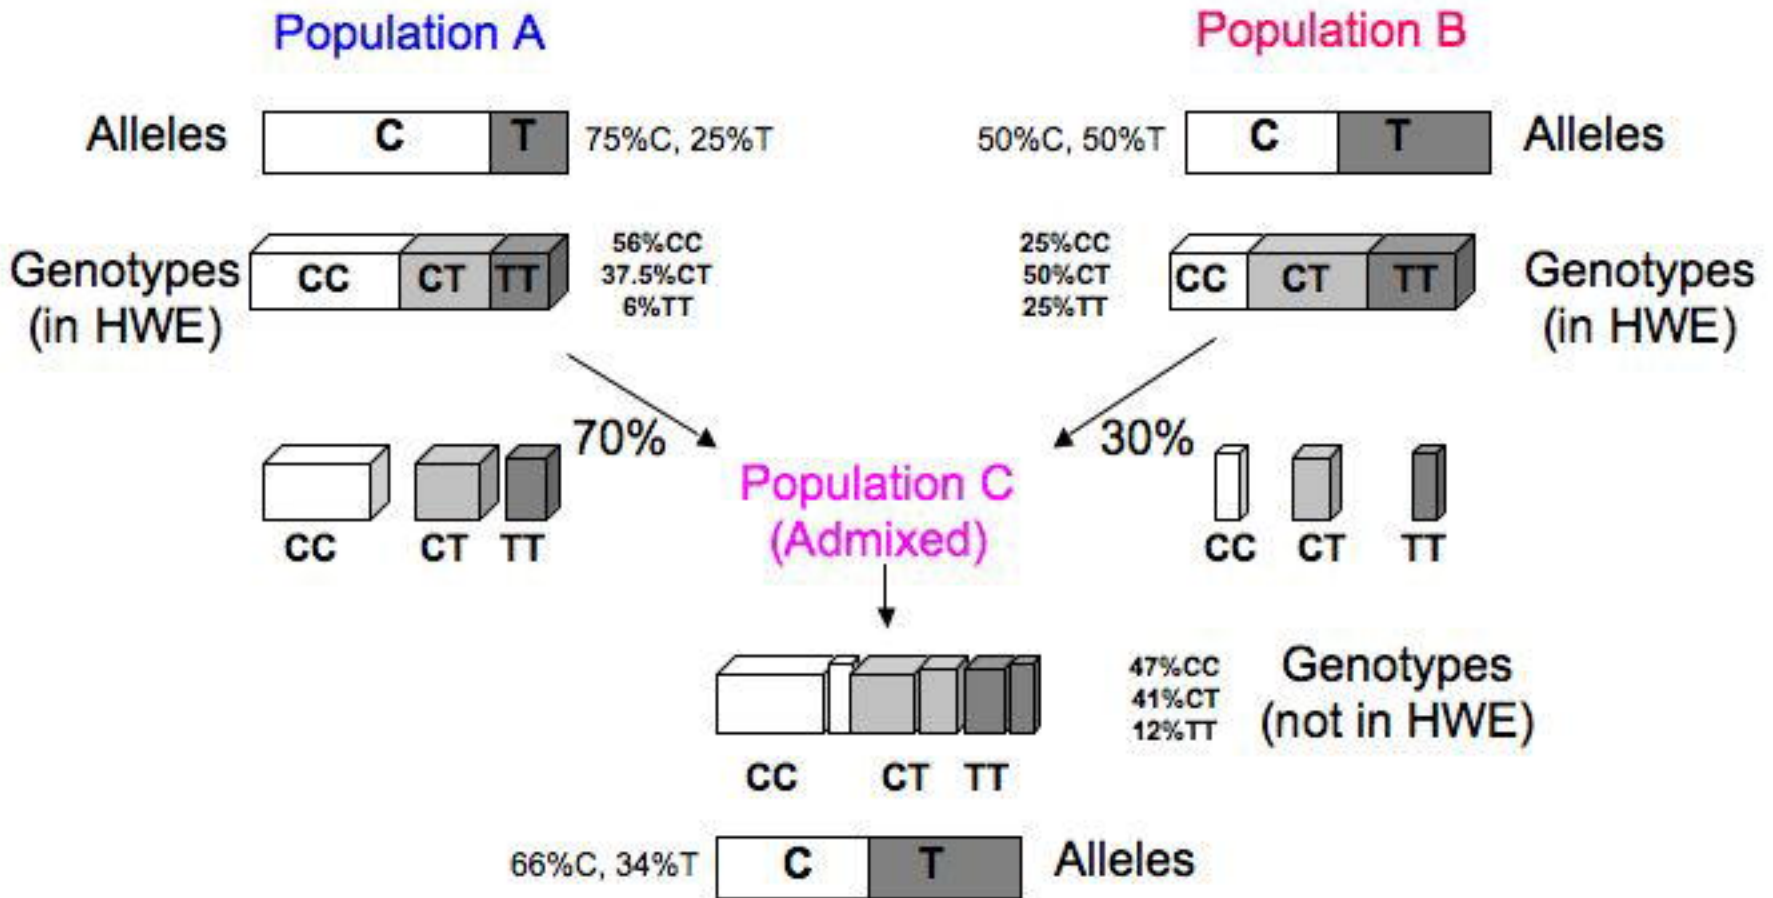 Population A
Population B
Alleles
C T
75%C, 25%T
50%C, 50%T
C T
Alleles
Genotypes
(in HWE)
CC CT TT
56%CC
37.5%CT
6%TT
25%CC
50%CT
25%TT
CC CT TT
Genotypes
(in HWE)
70%
30%
CC CT TT
Population C
(Admixed)
CC CT TT
47%CC
41%CT
12%TT
Genotypes
(not in HWE)
CC CT TT
66%C, 34%T
C T
Alleles